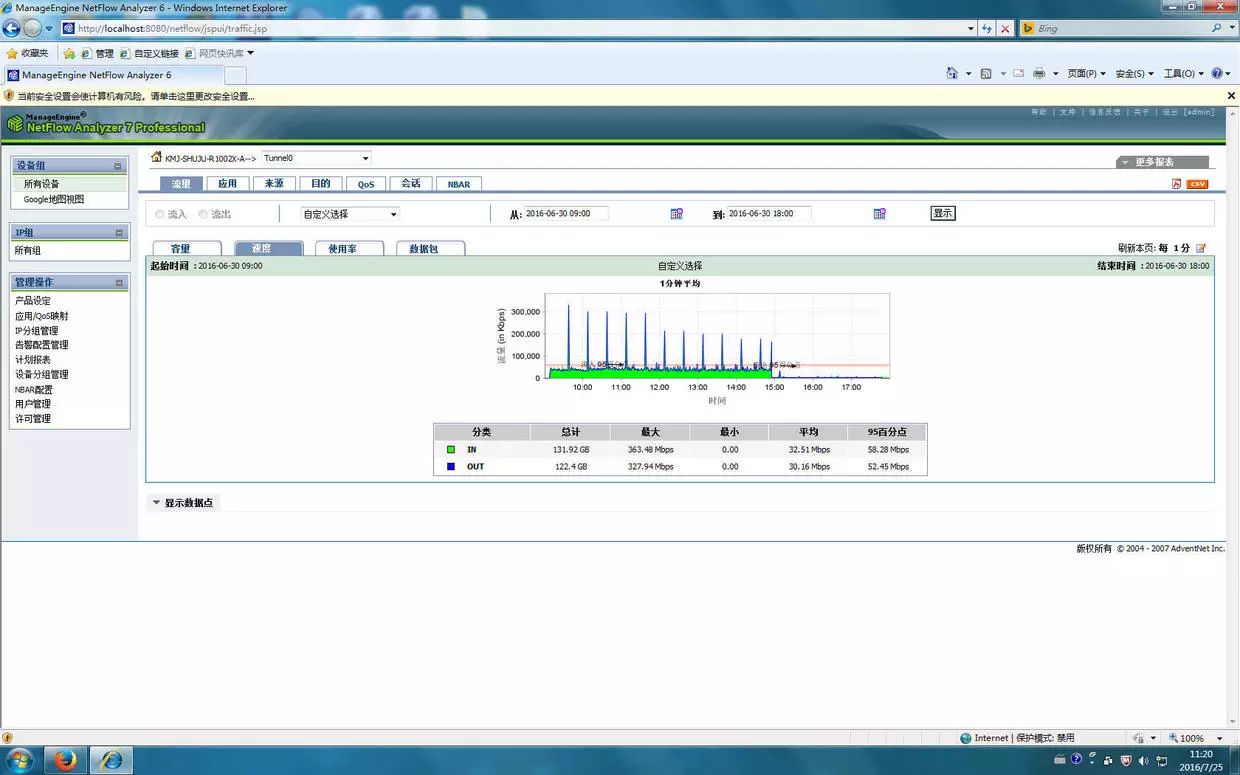 ManageEngine NetFlow Analyzer 6 - Windows Internet Explorer
http://localhost:8080/netflow/jspui/traffic.jsp
Bing
收藏夹 管理 自定义链接 网页快讯库
ManageEngine NetFlow Analyzer 6
页面(P) 安全(S) 工具(O)
当前安全设置会使计算机有风险。请单击这里更改安全设置...
ManageEngine®
NetFlow Analyzer 7 Professional
帮助 | 支持 | 信息反馈 | 关于 | 退出 [admin]
设备组
所有设备
Google地图视图
IP组
所有组
管理操作
产品设定
应用/QoS映射
IP分组管理
告警配置管理
计划报表
设备分组管理
NBAR配置
用户管理
许可管理
KMJ-SHUJU-R1002X-A--> Tunnel0
更多报表
流量 应用 来源 目的 QoS 会话 NBAR
CSV
流入 流出 自定义选择 从: 2016-06-30 09:00 到: 2016-06-30 18:00 显示
容量 速度 使用率 数据包
刷新本页: 每 1 分
起始时间 : 2016-06-30 09:00 自定义选择 结束时间 : 2016-06-30 18:00
1分钟平均
流量 (in Kbps)
300,000
200,000
100,000
0
10:00 11:00 12:00 13:00 14:00 15:00 16:00 17:00
时间
分类 总计 最大 最小 平均 95百分点
IN 131.92 GB 363.48 Mbps 0.00 32.51 Mbps 58.28 Mbps
OUT 122.4 GB 327.94 Mbps 0.00 30.16 Mbps 52.45 Mbps
显示数据点
版权所有 © 2004 - 2007 AdventNet Inc.
Internet | 保护模式: 禁用
100%
11:20
2016/7/25